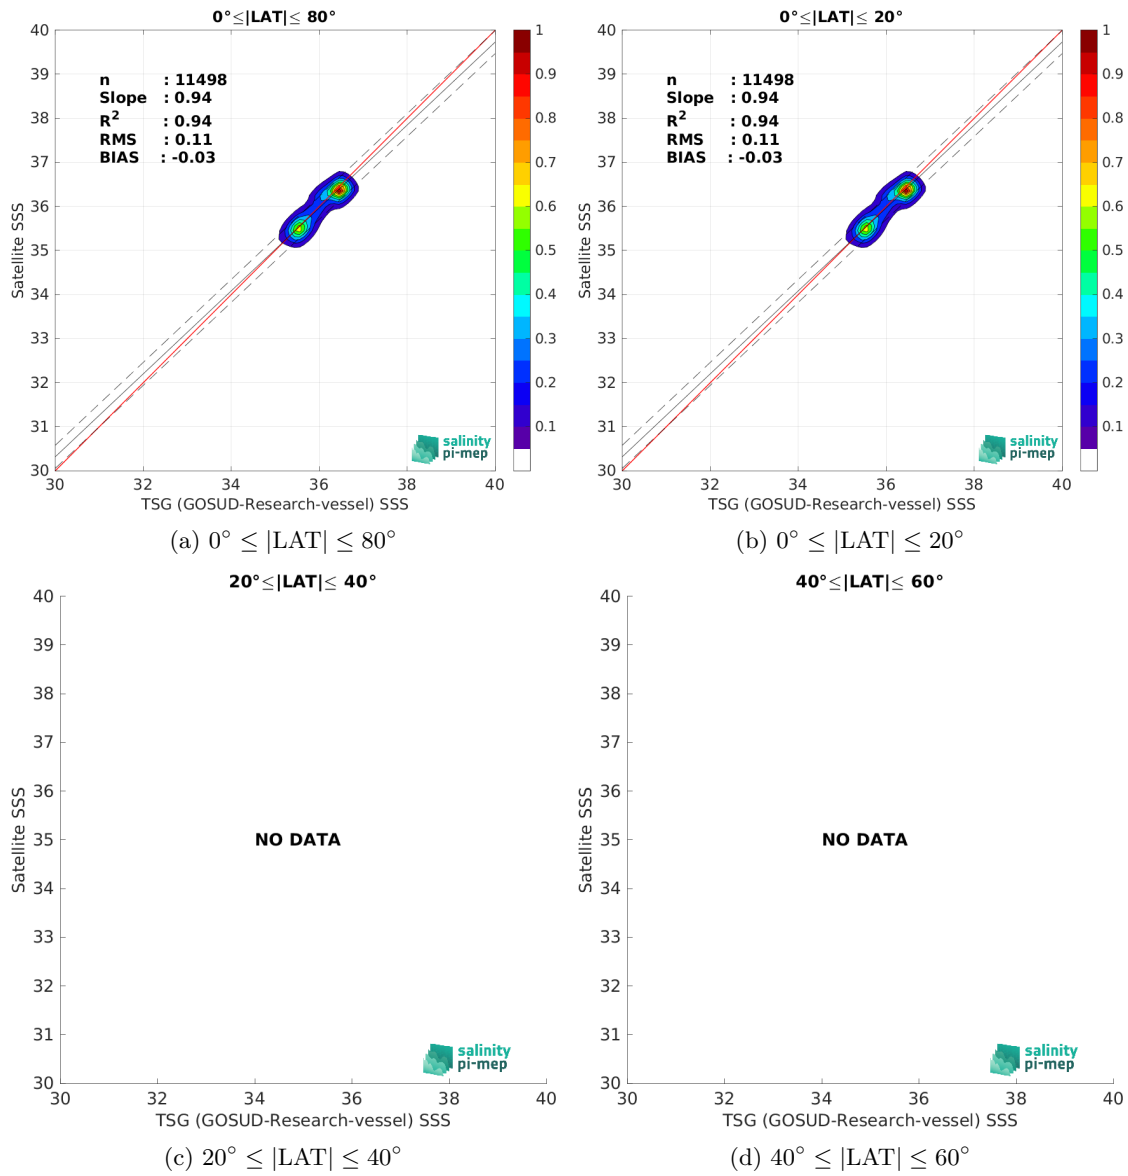 0°≤|LAT|≤ 80°
40
39
38
37
36
35
34
33
32
31
30
30 32 34 36 38 40
Satellite SSS
TSG (GOSUD-Research-vessel) SSS
n : 11498
Slope : 0.94
R2 : 0.94
RMS : 0.11
BIAS : -0.03
salinity
pi-mep
1
0.9
0.8
0.7
0.6
0.5
0.4
0.3
0.2
0.1
(a) 0° ≤ |LAT| ≤ 80°
0°≤|LAT|≤ 20°
40
39
38
37
36
35
34
33
32
31
30
30 32 34 36 38 40
Satellite SSS
TSG (GOSUD-Research-vessel) SSS
n : 11498
Slope : 0.94
R2 : 0.94
RMS : 0.11
BIAS : -0.03
salinity
pi-mep
1
0.9
0.8
0.7
0.6
0.5
0.4
0.3
0.2
0.1
(b) 0° ≤ |LAT| ≤ 20°
20°≤|LAT|≤ 40°
40
39
38
37
36
35
34
33
32
31
30
30 32 34 36 38 40
Satellite SSS
TSG (GOSUD-Research-vessel) SSS
NO DATA
salinity
pi-mep
(c) 20° ≤ |LAT| ≤ 40°
40°≤|LAT|≤ 60°
40
39
38
37
36
35
34
33
32
31
30
30 32 34 36 38 40
Satellite SSS
TSG (GOSUD-Research-vessel) SSS
NO DATA
salinity
pi-mep
(d) 40° ≤ |LAT| ≤ 60°